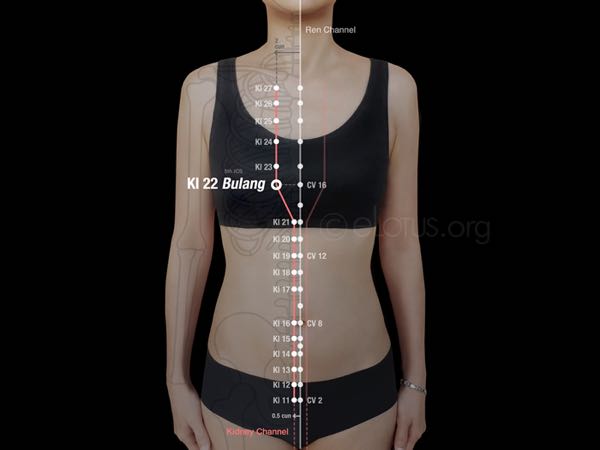 Ren Channel
2 cun
KI 27
KI 26
KI 25
KI 24
KI 23
5th ICS
KI 22 Bulang
CV 16
KI 21
© eLotus.org
KI 20
KI 19
CV 12
KI 18
KI 17
KI 16
CV 8
KI 15
KI 14
KI 13
KI 12
KI 11
CV 2
0.5 cun
Kidney Channel